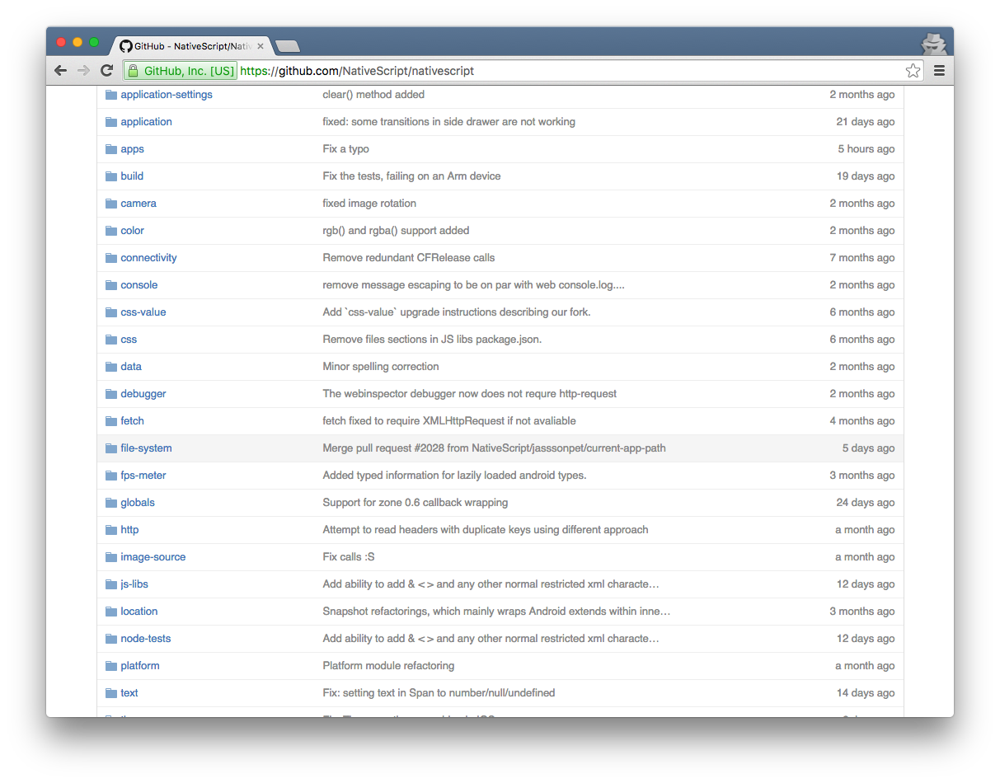 GitHub - NativeScript/Nativ
GitHub, Inc. [US] https://github.com/NativeScript/nativescript
application-settings clear() method added 2 months ago
application fixed: some transitions in side drawer are not working 21 days ago
apps Fix a typo 5 hours ago
build Fix the tests, failing on an Arm device 19 days ago
camera fixed image rotation 2 months ago
color rgb() and rgba() support added 2 months ago
connectivity Remove redundant CFRelease calls 7 months ago
console remove message escaping to be on par with web console.log.... 2 months ago
css-value Add `css-value` upgrade instructions describing our fork. 6 months ago
css Remove files sections in JS libs package.json. 6 months ago
data Minor spelling correction 2 months ago
debugger The webinspector debugger now does not requre http-request 2 months ago
fetch fetch fixed to require XMLHttpRequest if not avaliable 4 months ago
file-system Merge pull request #2028 from NativeScript/jasssonpet/current-app-path 5 days ago
fps-meter Added typed information for lazily loaded android types. 3 months ago
globals Support for zone 0.6 callback wrapping 24 days ago
http Attempt to read headers with duplicate keys using different approach a month ago
image-source Fix calls :S a month ago
js-libs Add ability to add & < > and any other normal restricted xml characte… 12 days ago
location Snapshot refactorings, which mainly wraps Android extends within inne… 3 months ago
node-tests Add ability to add & < > and any other normal restricted xml characte… 12 days ago
platform Platform module refactoring a month ago
text Fix: setting text in Span to number/null/undefined 14 days ago